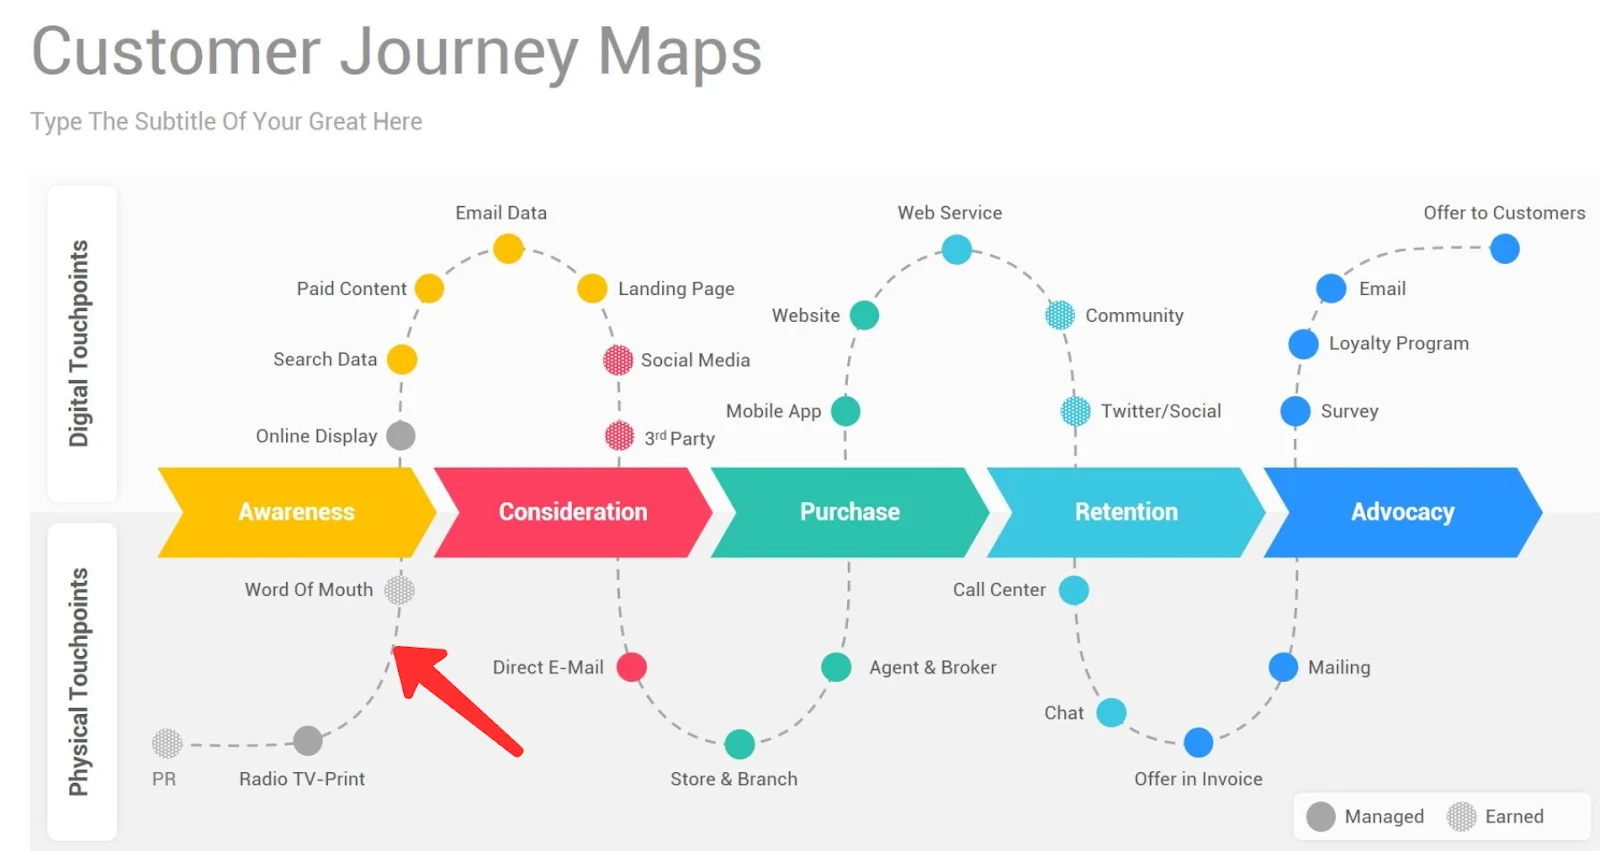 Customer Journey Maps
Type The Subtitle Of Your Great Here
Digital Touchpoints
Email Data
Web Service
Offer to Customers
Paid Content
Landing Page
Website
Community
Email
Search Data
Social Media
Loyalty Program
Mobile App
Twitter/Social
Survey
Online Display
3rd Party
Awareness
Consideration
Purchase
Retention
Advocacy
Physical Touchpoints
Word Of Mouth
Call Center
Direct E-Mail
Agent & Broker
Mailing
Chat
PR
Radio TV-Print
Store & Branch
Offer in Invoice
Managed
Earned